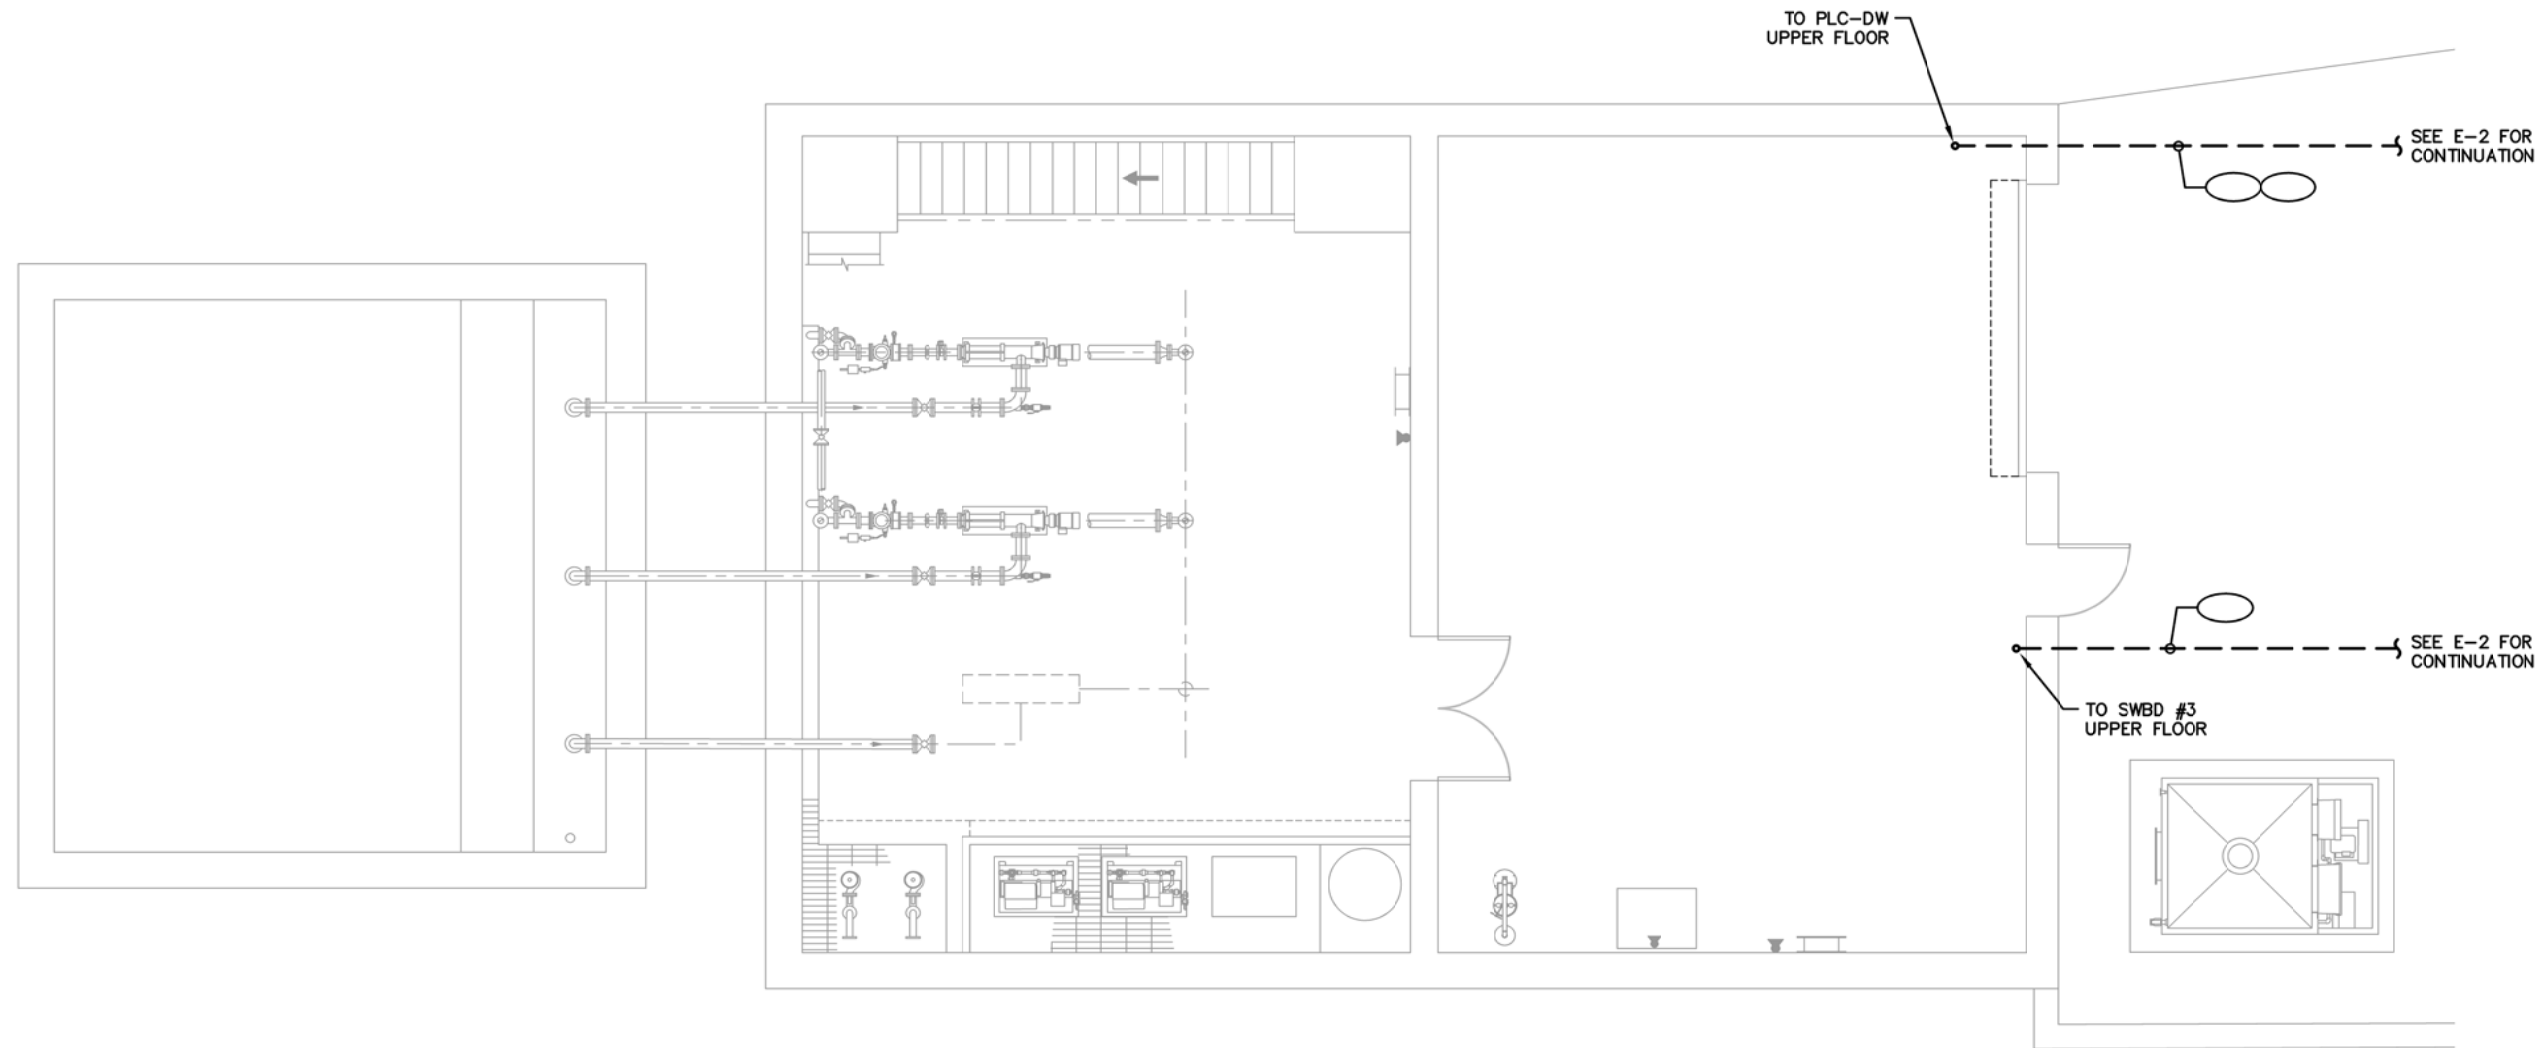 TO PLC-DW
UPPER FLOOR
SEE E-2 FOR
CONTINUATION
SEE E-2 FOR
CONTINUATION
TO SWBD #3
UPPER FLOOR